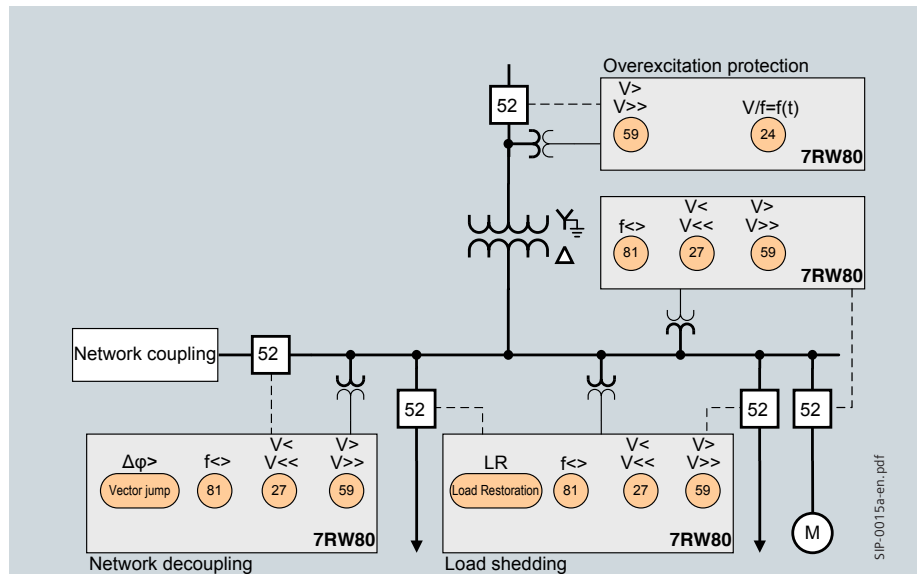 Overexcitation protection
V>
V>>
V/f=f(t)
52
59
24
7RW80
Y
Δ
V<
V>
f<>
V<<
V>>
81
27
59
7RW80
Network coupling
52
52
52
52
V<
V>
Δφ>
f<>
V<<
V>>
Vector jump
81
27
59
7RW80
Network decoupling
V<
V>
LR
f<>
V<<
V>>
Load Restoration
81
27
59
7RW80
Load shedding
M
SIP-0015a-en.pdf